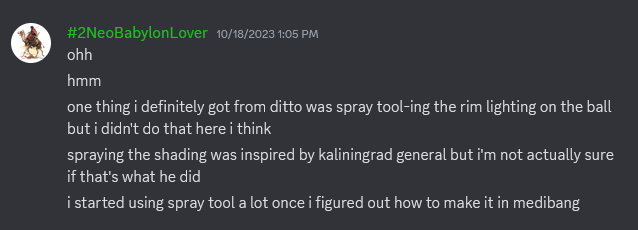 #2NeoBabylonLover 10/18/2023 1:05 PM
ohh
hmm
one thing i definitely got from ditto was spray tool-ing the rim lighting on the ball
but i didn't do that here i think
spraying the shading was inspired by kaliningrad general but i'm not actually sure
if that's what he did
i started using spray tool a lot once i figured out how to make it in medibang